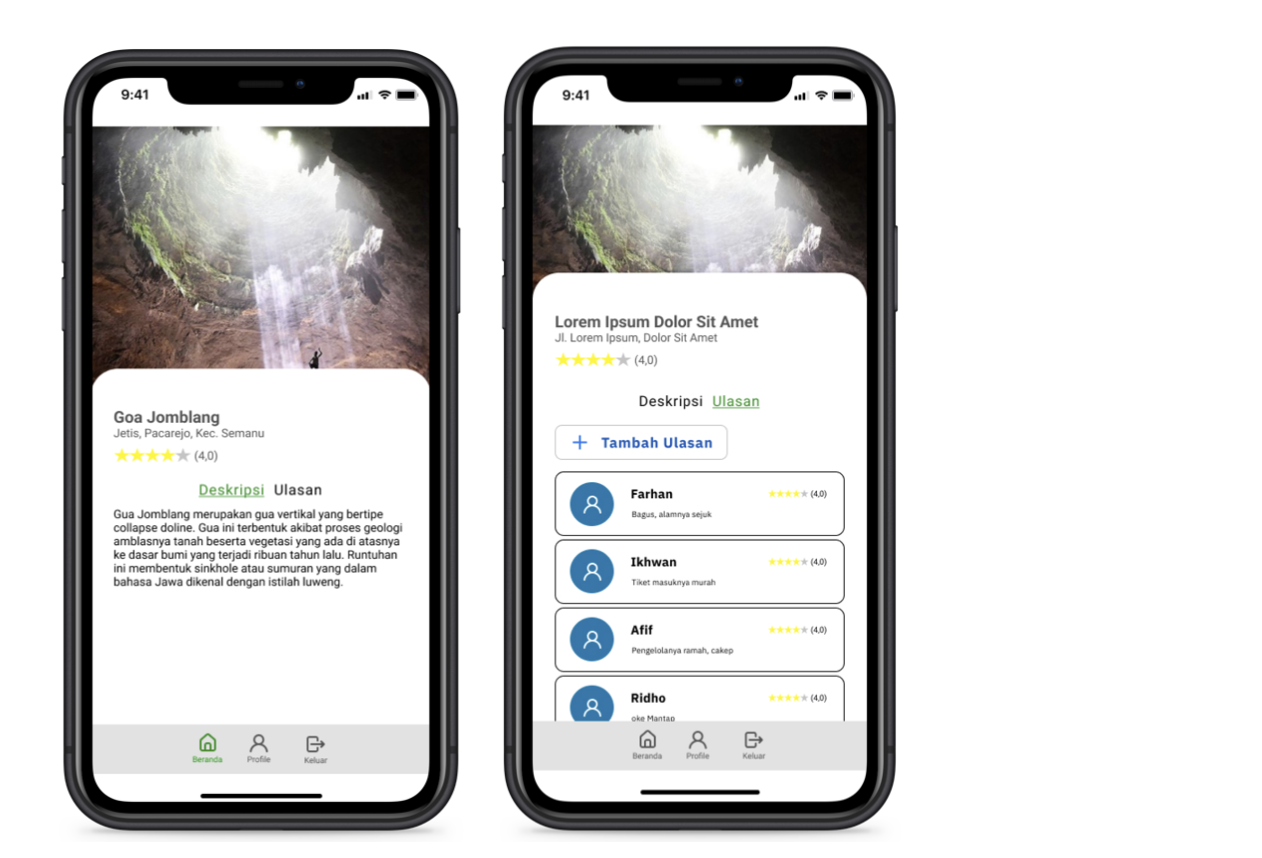 9:41
Goa Jomblang
Jetis, Pacarejo, Kec. Semanu
(4,0)
Deskripsi Ulasan
Gua Jomblang merupakan gua vertikal yang bertipe
collapse doline. Gua ini terbentuk akibat proses geologi
amblasnya tanah beserta vegetasi yang ada di atasnya
ke dasar bumi yang terjadi ribuan tahun lalu. Runtuhan
ini membentuk sinkhole atau sumuran yang dalam
bahasa Jawa dikenal dengan istilah luweng.
Beranda Profile Keluar
9:41
Lorem Ipsum Dolor Sit Amet
Jl. Lorem Ipsum, Dolor Sit Amet
(4,0)
Deskripsi Ulasan
+ Tambah Ulasan
Farhan (4,0)
Bagus, alamnya sejuk
Ikhwan (4,0)
Tiket masuknya murah
Afif (4,0)
Pengelolanya ramah, cakep
Ridho (4,0)
oke Mantap
Beranda Profile Keluar